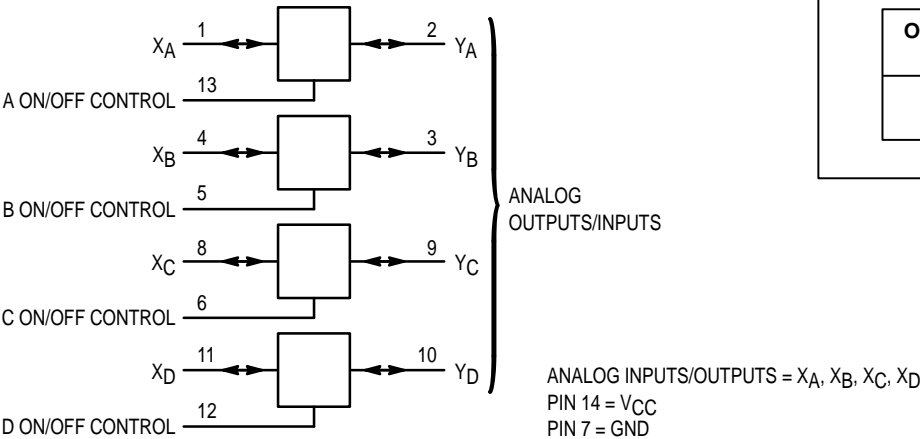 1
2
XA
YA
13
A ON/OFF CONTROL
4
3
XB
YB
5
B ON/OFF CONTROL
ANALOG
OUTPUTS/INPUTS
8
9
XC
YC
6
C ON/OFF CONTROL
11
10
XD
YD
12
D ON/OFF CONTROL
ANALOG INPUTS/OUTPUTS = XA, XB, XC, XD
PIN 14 = VCC
PIN 7 = GND
O